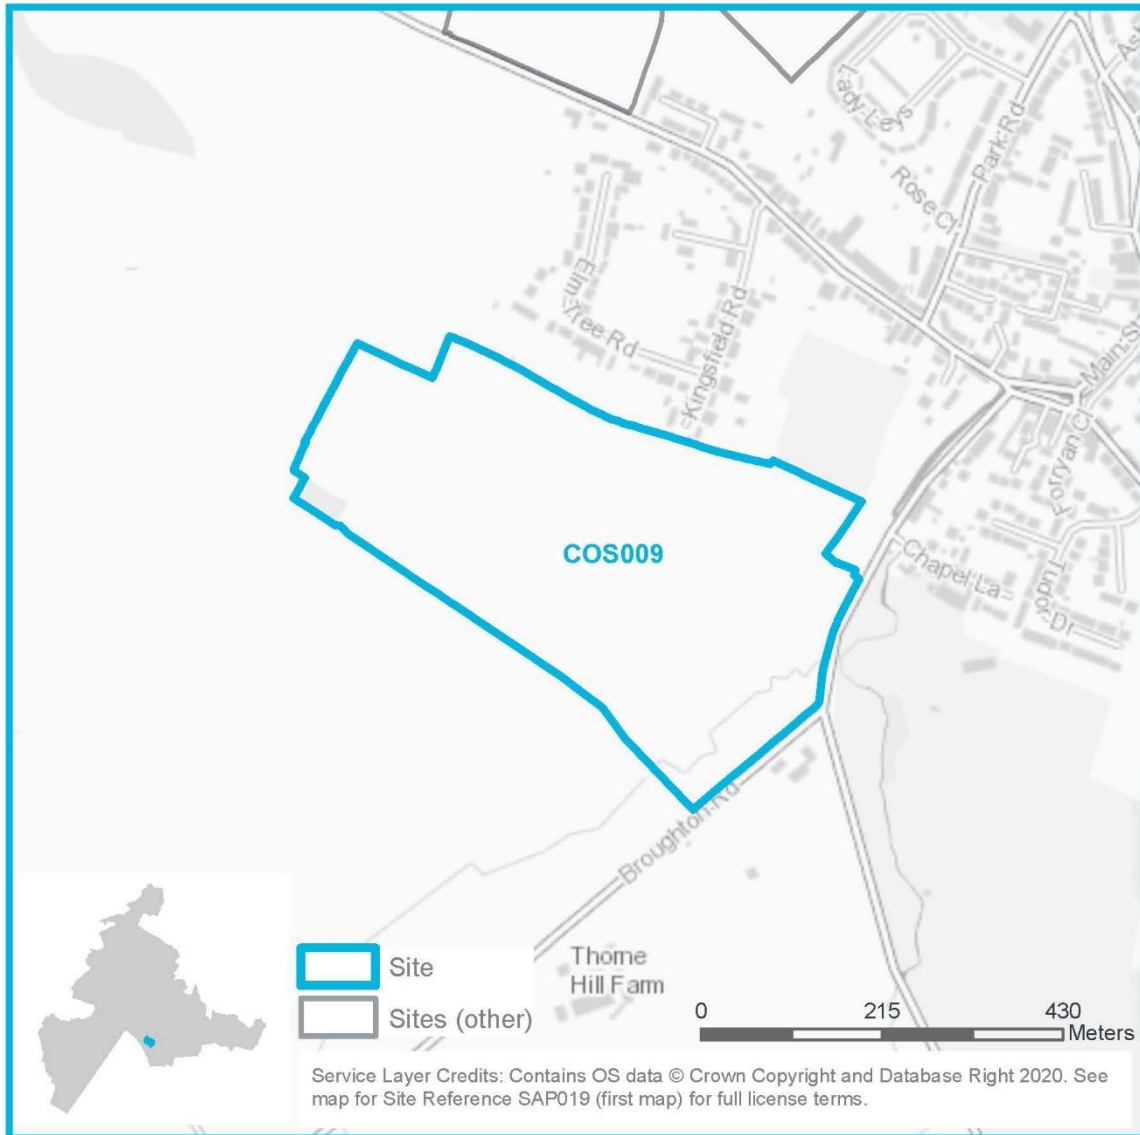 Lady Leys
Park Rd
Rose Cl
Elm Tree Rd
Kingsfield Rd
Main St
Forryan Cl
COS009
Chapel La
Tudor Dr
Broughton Rd
Thorne
Hill Farm
Site
Sites (other)
0 215 430
Meters
Service Layer Credits: Contains OS data © Crown Copyright and Database Right 2020. See
map for Site Reference SAP019 (first map) for full license terms.